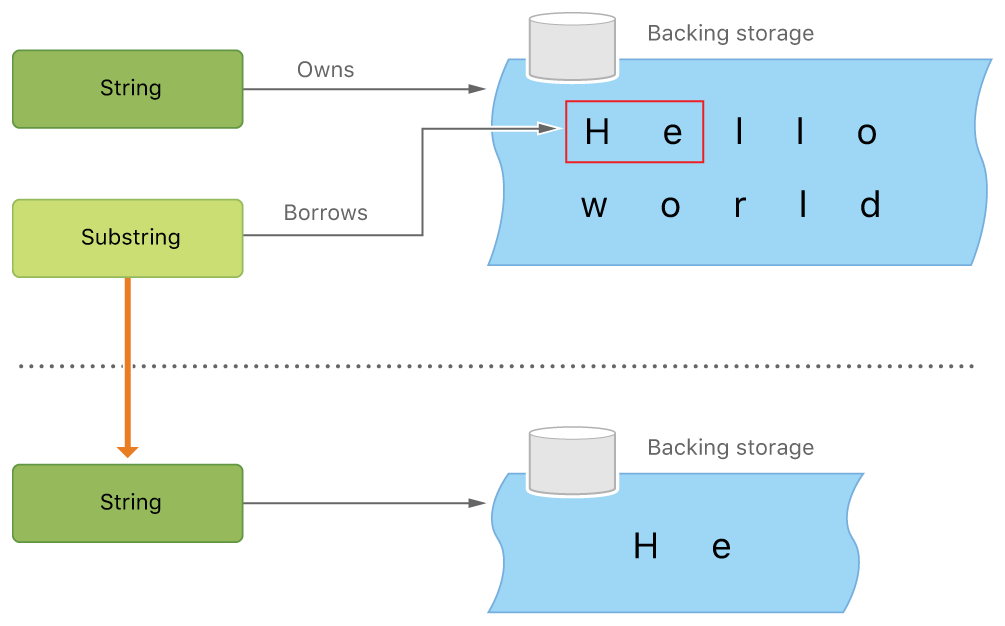 Backing storage
String
Owns
H e l l o
Substring
Borrows
w o r l d
Backing storage
String
H e